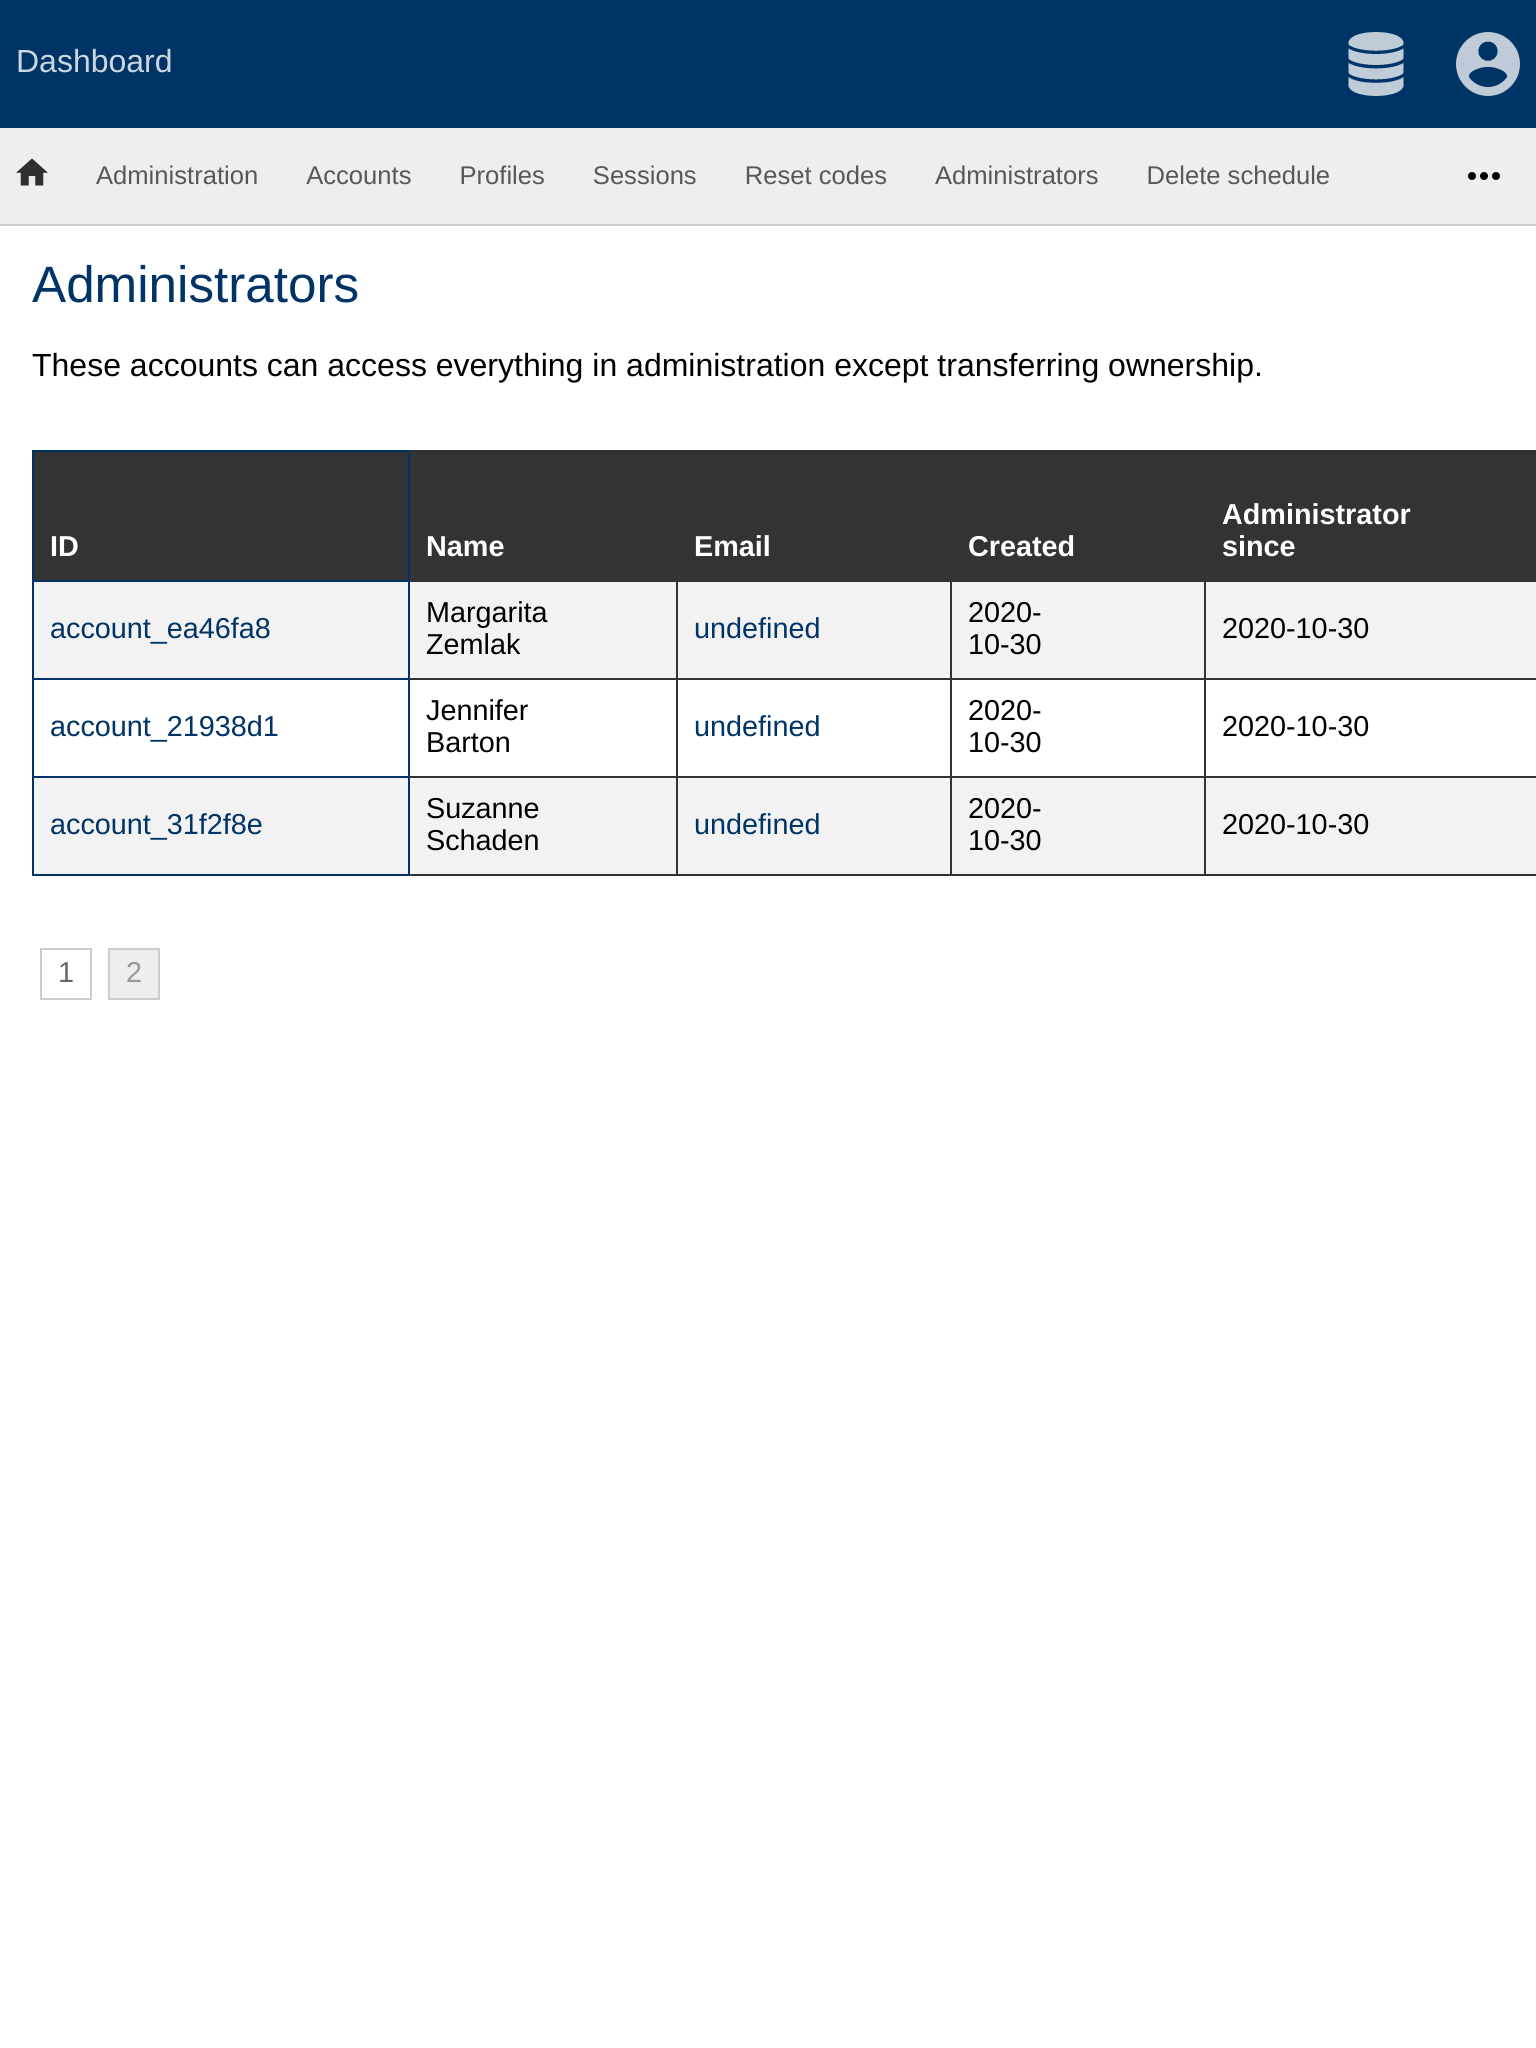 Dashboard
Administration Accounts Profiles Sessions Reset codes Administrators Delete schedule
Administrators
These accounts can access everything in administration except transferring ownership.
ID Name Email Created Administrator since
account_ea46fa8 Margarita Zemlak undefined 2020-10-30 2020-10-30
account_21938d1 Jennifer Barton undefined 2020-10-30 2020-10-30
account_31f2f8e Suzanne Schaden undefined 2020-10-30 2020-10-30
1 2